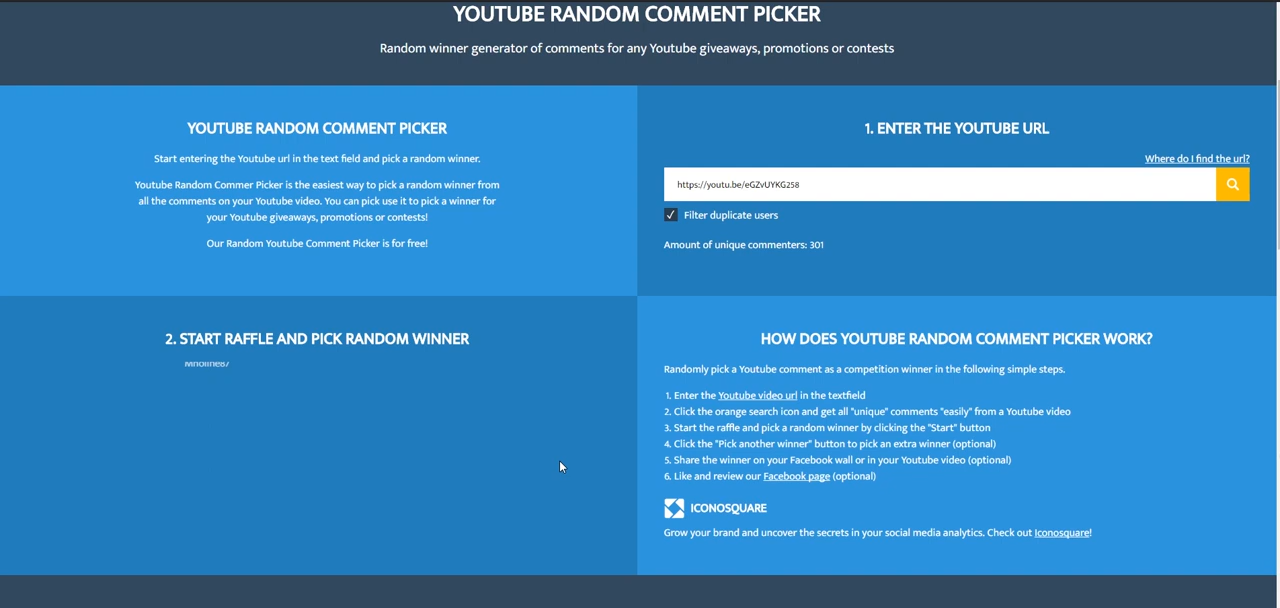 YOUTUBE RANDOM COMMENT PICKER
Random winner generator of comments for any Youtube giveaways, promotions or contests
YOUTUBE RANDOM COMMENT PICKER
Start entering the Youtube url in the text field and pick a random winner.
Youtube Random Commer Picker is the easiest way to pick a random winner from
all the comments on your Youtube video. You can pick use it to pick a winner for
your Youtube giveaways, promotions or contests!
Our Random Youtube Comment Picker is for free!
1. ENTER THE YOUTUBE URL
Where do I find the url?
https://youtu.be/eGZvUYKG258
Filter duplicate users
Amount of unique commenters: 301
2. START RAFFLE AND PICK RANDOM WINNER
HOW DOES YOUTUBE RANDOM COMMENT PICKER WORK?
Randomly pick a Youtube comment as a competition winner in the following simple steps.
1. Enter the Youtube video url in the textfield
2. Click the orange search icon and get all "unique" comments "easily" from a Youtube video
3. Start the raffle and pick a random winner by clicking the "Start" button
4. Click the "Pick another winner" button to pick an extra winner (optional)
5. Share the winner on your Facebook wall or in your Youtube video (optional)
6. Like and review our Facebook page (optional)
ICONOSQUARE
Grow your brand and uncover the secrets in your social media analytics. Check out Iconosquare!